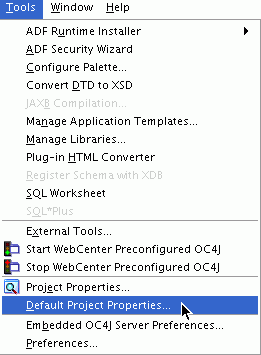 Tools Window Help
ADF Runtime Installer
ADF Security Wizard
Configure Palette...
Convert DTD to XSD
JAXB Compilation...
Manage Application Templates...
Manage Libraries...
Plug-in HTML Converter
Register Schema with XDB
SQL Worksheet
SQL*Plus
External Tools...
Start WebCenter Preconfigured OC4J
Stop WebCenter Preconfigured OC4J
Project Properties...
Default Project Properties...
Embedded OC4J Server Preferences...
Preferences...